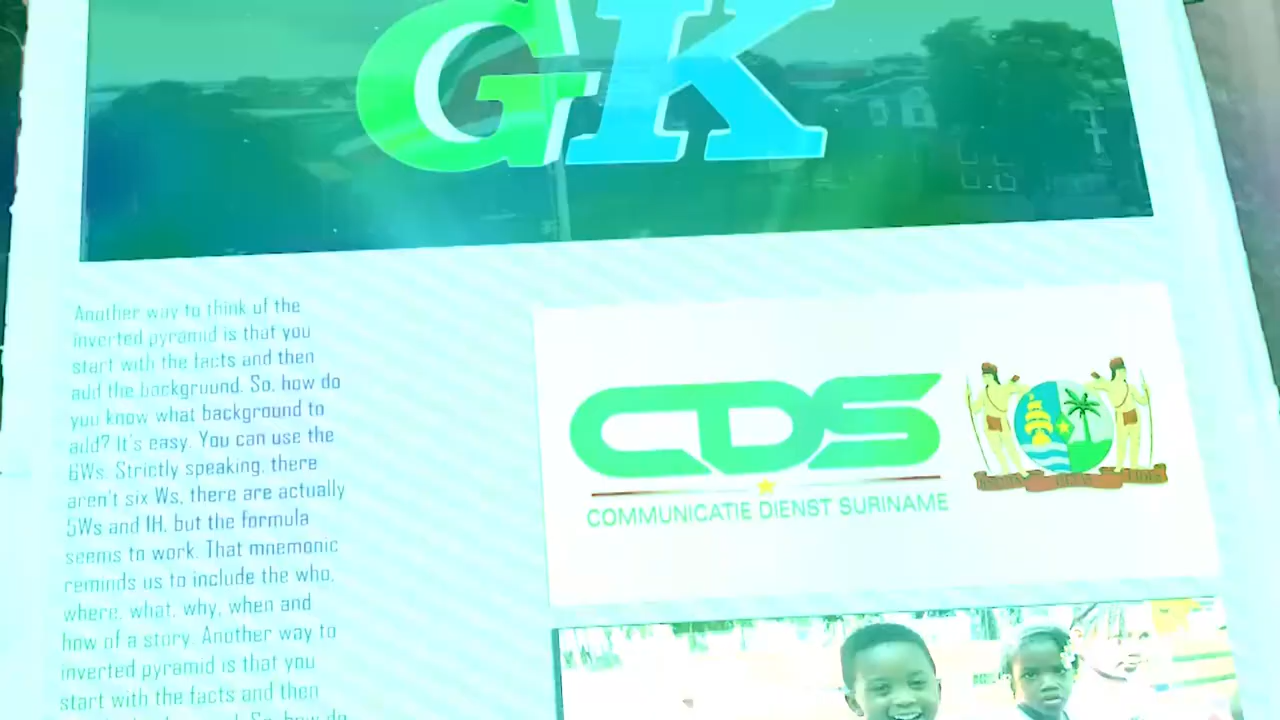 GK
Another way to think of the
inverted pyramid is that you
start with the facts and then
add the background. So, how do
you know what background to
add? It's easy. You can use the
6Ws. Strictly speaking, there
aren't six Ws, there are actually
5Ws and 1H, but the formula
seems to work. That mnemonic
reminds us to include the who,
where, what, why, when and
how of a story. Another way to
inverted pyramid is that you
start with the facts and then
CDS
COMMUNICATIE DIENST SURINAME